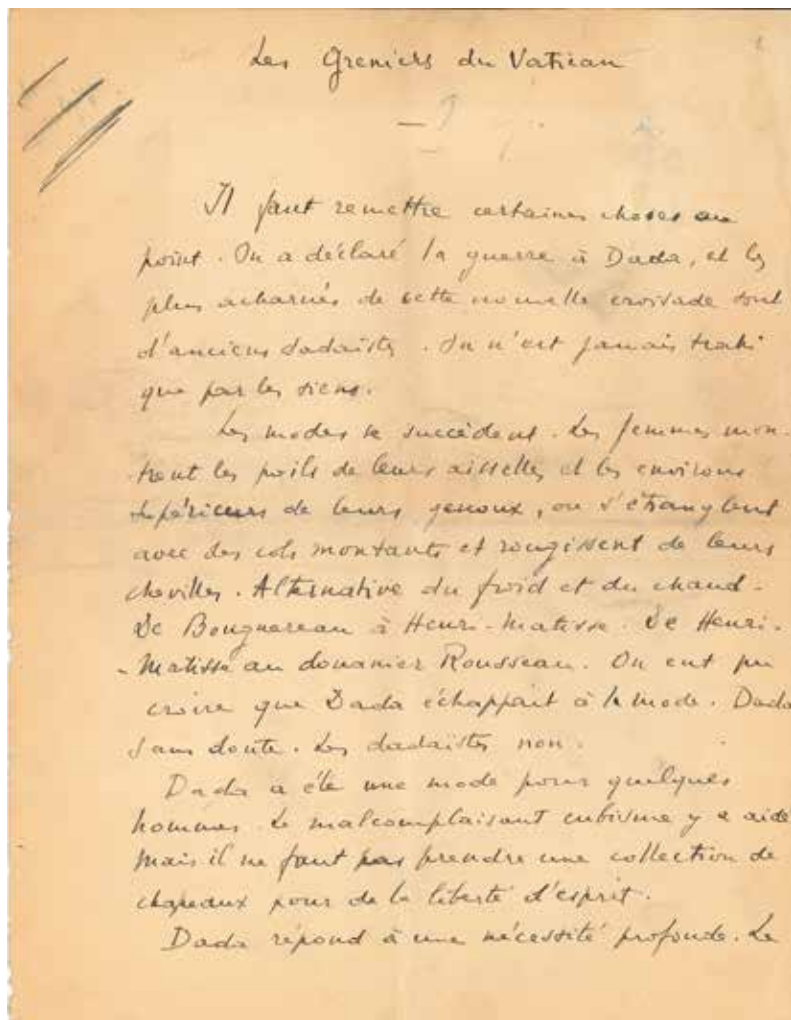 Les Greniers du Vatican
Il faut remettre certaines choses au
point. On a déclaré la guerre à Dada, et les
plus acharnés de cette nouvelle croisade sont
d'anciens dadaïstes. On n'est jamais trahi
que par les siens.
Les modes se succèdent. Les femmes mon-
trent les poils de leurs aisselles et les environs
supérieurs de leurs genoux, ou s'étranglent
avec des cols montants et rougissent de leurs
chevilles. Alternative du froid et du chaud-
De Bouguereau à Henri-Matisse. De Henri-
-Matisse au douanier Rousseau. On eut pu
croire que Dada échappait à la mode. Dada
sans doute. Les dadaïstes non.
Dada a été une mode pour quelques
hommes. Le malcomplaisant cubisme y a aidé
Mais il ne faut pas prendre une collection de
chapeaux pour de la liberté d'esprit.
Dada répond à une nécessité profonde. Le